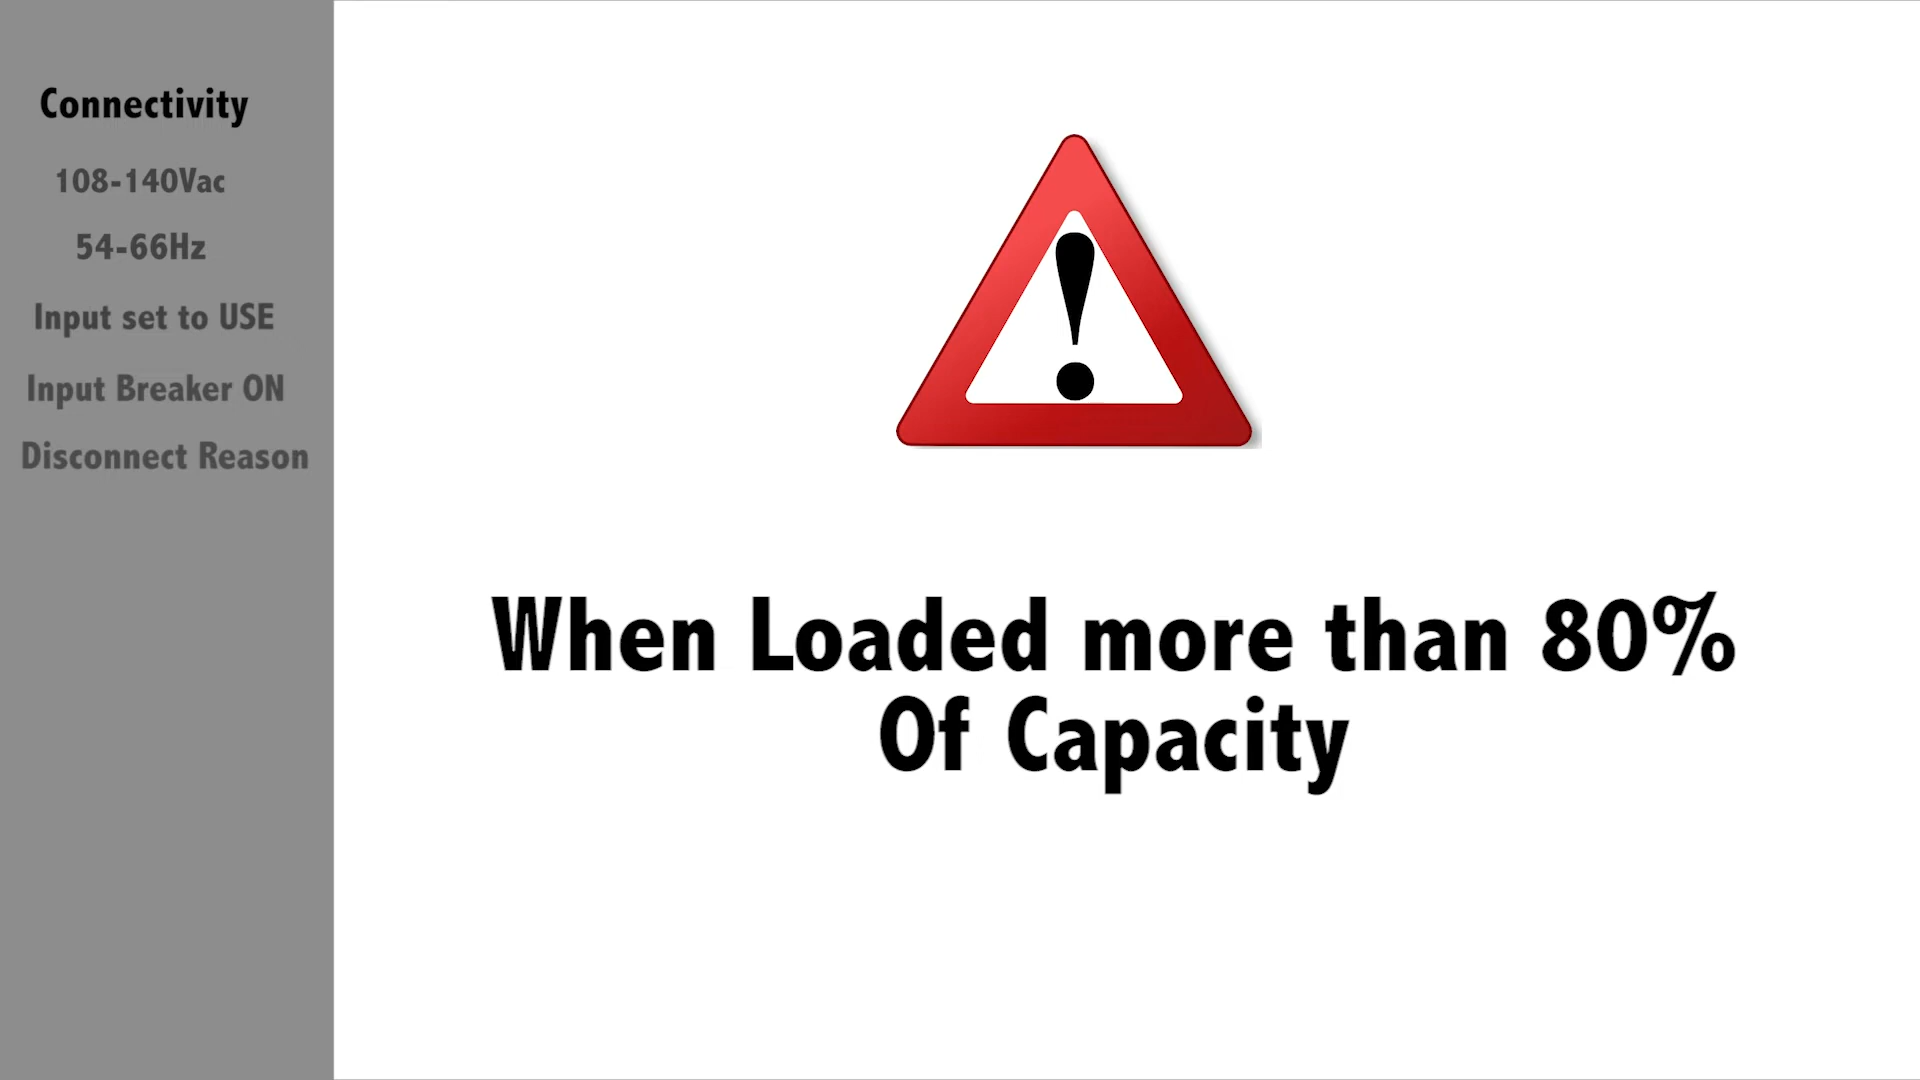 Connectivity
108-140Vac
54-66Hz
Input set to USE
Input Breaker ON
Disconnect Reason
!
When Loaded more than 80%
Of Capacity